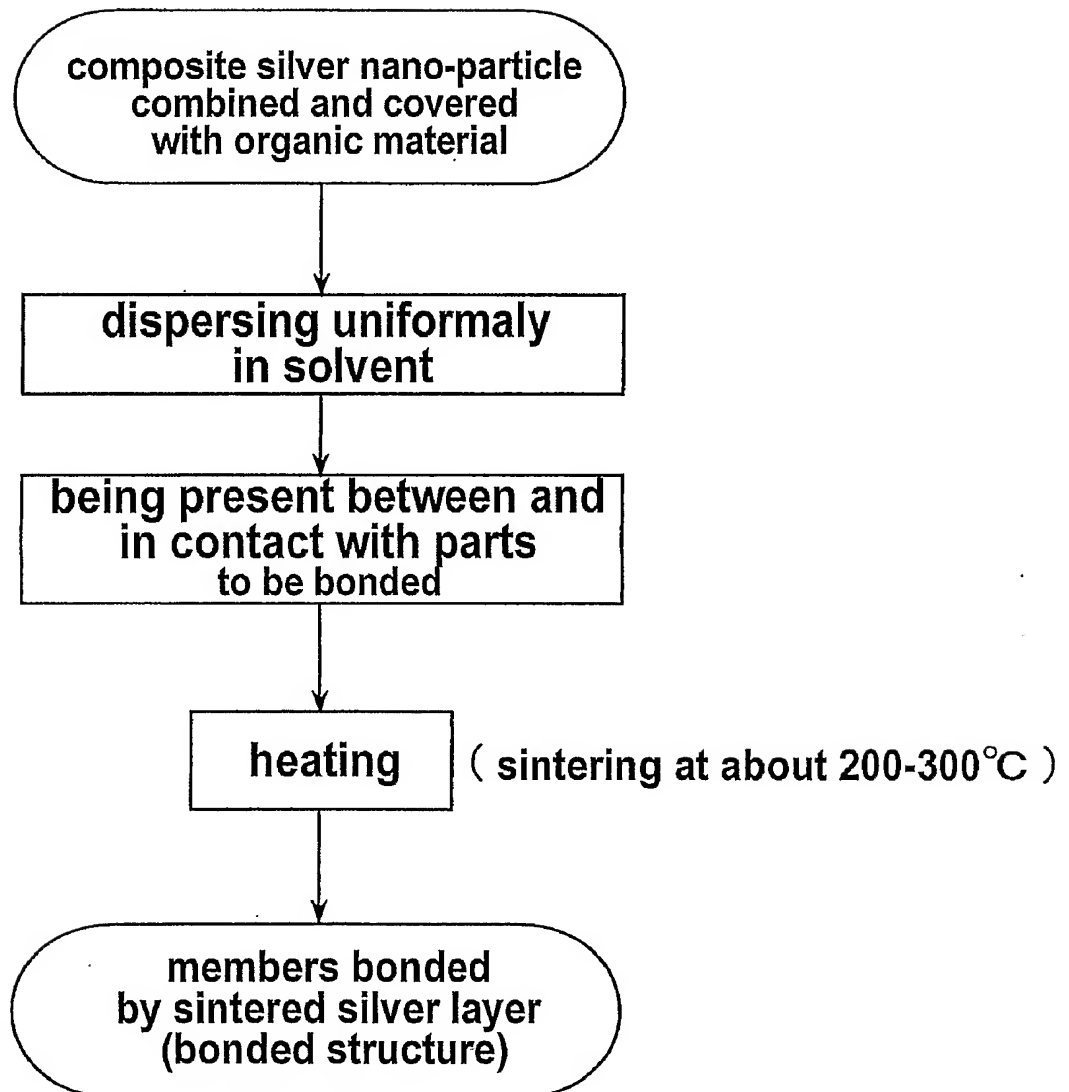 composite silver nano-particle
combined and covered
with organic material
dispersing uniformaly
in solvent
being present between and
in contact with parts
to be bonded
heating
( sintering at about 200-300°C )
members bonded
by sintered silver layer
(bonded structure)